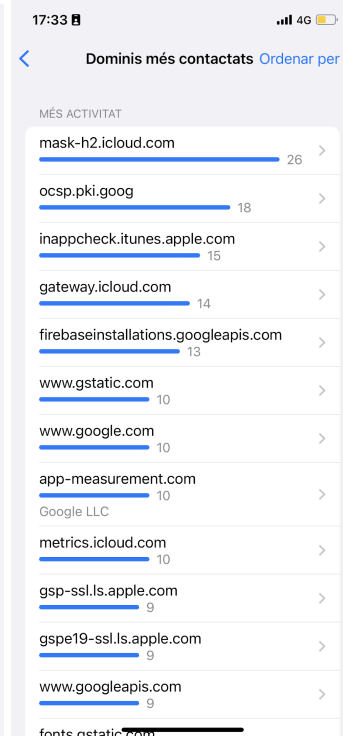 17:33
4G
Dominis més contactats Ordenar per
MÉS ACTIVITAT
mask-h2.icloud.com
26
ocsp.pki.goog
18
inappcheck.itunes.apple.com
15
gateway.icloud.com
14
firebaseinstallations.googleapis.com
13
www.gstatic.com
10
www.google.com
10
app-measurement.com
10
Google LLC
metrics.icloud.com
10
gsp-ssl.ls.apple.com
9
gspe19-ssl.ls.apple.com
9
www.googleapis.com
9
fonts.gstatic.com